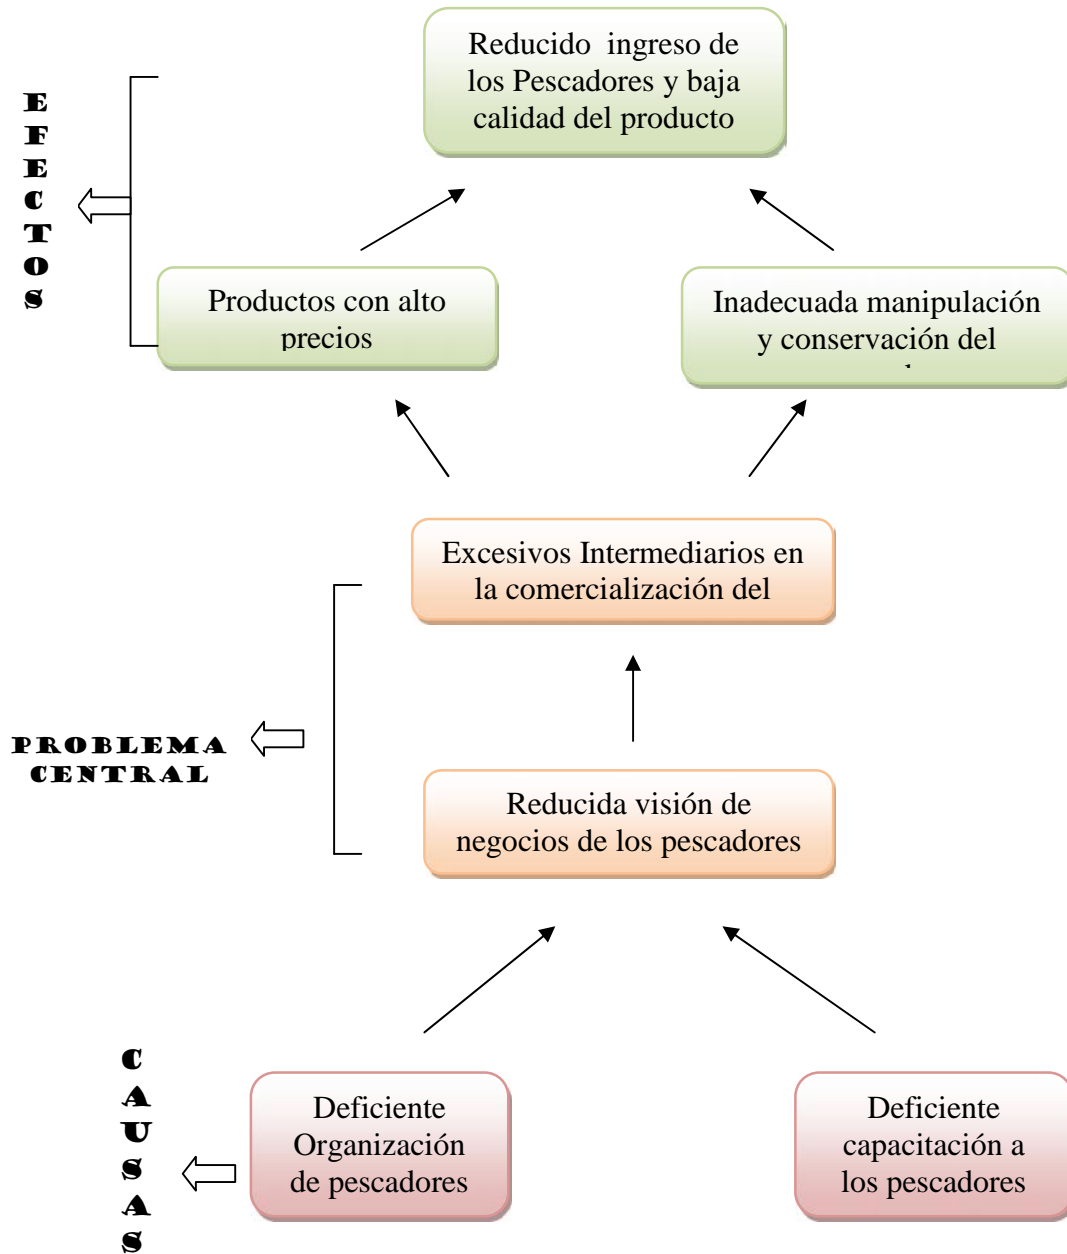 Reducido ingreso de
los Pescadores y baja
calidad del producto
EFECTOS
Productos con alto
precios
Inadecuada manipulación
y conservación del
Excesivos Intermediarios en
la comercialización del
PROBLEMA
CENTRAL
Reducida visión de
negocios de los pescadores
CAUSAS
Deficiente
Organización
de pescadores
Deficiente
capacitación a
los pescadores